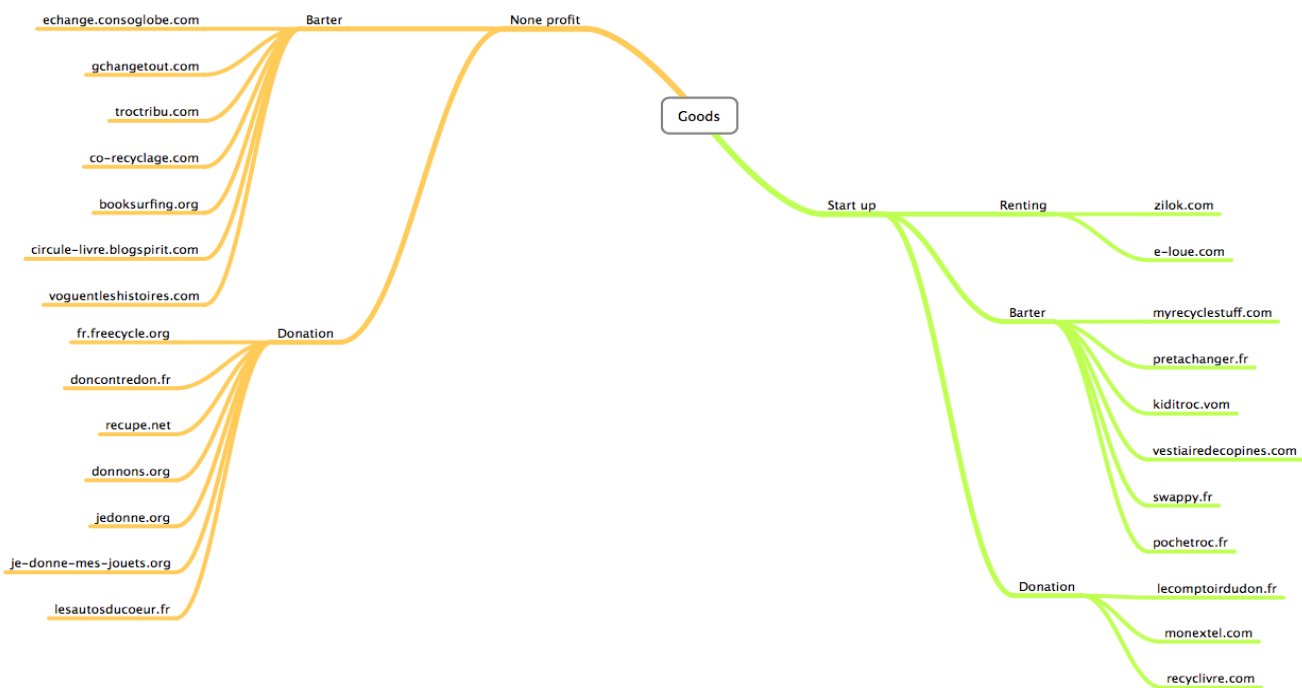 Goods
None profit
Barter
echange.consoglobe.com
gchangetout.com
troctribu.com
co-recyclage.com
booksurfing.org
circule-livre.blogspirit.com
voguentleshistoires.com
Donation
fr.freecycle.org
doncontredon.fr
recupe.net
donnons.org
jedonne.org
je-donne-mes-jouets.org
lesautosducoeur.fr
Start up
Renting
zilok.com
e-loue.com
Barter
myrecyclestuff.com
pretachanger.fr
kiditroc.vom
vestiairedecopines.com
swappy.fr
pochetroc.fr
Donation
lecomptoirdudon.fr
monextel.com
recyclivre.com